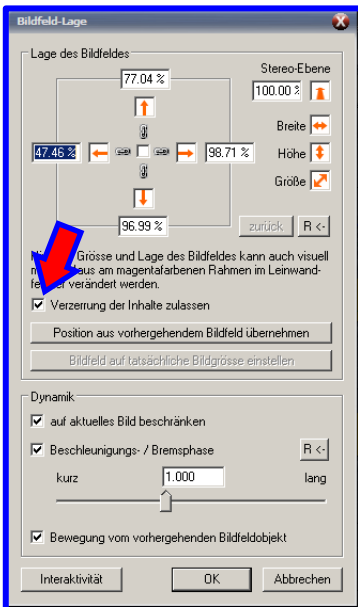 Bildfeld-Lage
Lage des Bildfeldes
77.04 %
Stereo-Ebene
100.00 %
Breite
47.46 %
98.71 %
Höhe
Größe
96.99 %
zurück
R <-
Grösse und Lage des Bildfeldes kann auch visuell
aus am magentafarbenen Rahmen im Leinwand-
verändert werden.
Verzerrung der Inhalte zulassen
Position aus vorhergehendem Bildfeld übernehmen
Bildfeld auf tatsächliche Bildgrösse einstellen
Dynamik
auf aktuelles Bild beschränken
Beschleunigungs- / Bremsphase
R <-
kurz
1.000
lang
Bewegung vom vorhergehenden Bildfeldobjekt
Interaktivität
OK
Abbrechen